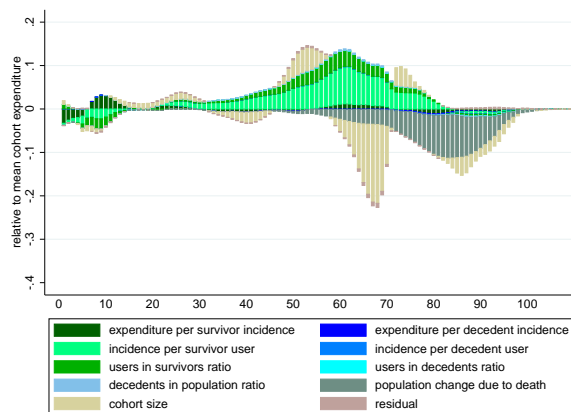 relative to mean cohort expenditure
.2
.1
0
-.1
-.2
-.3
-.4
0 10 20 30 40 50 60 70 80 90 100
expenditure per survivor incidence
expenditure per decedent incidence
incidence per survivor user
incidence per decedent user
users in survivors ratio
users in decedents ratio
decedents in population ratio
population change due to death
cohort size
residual